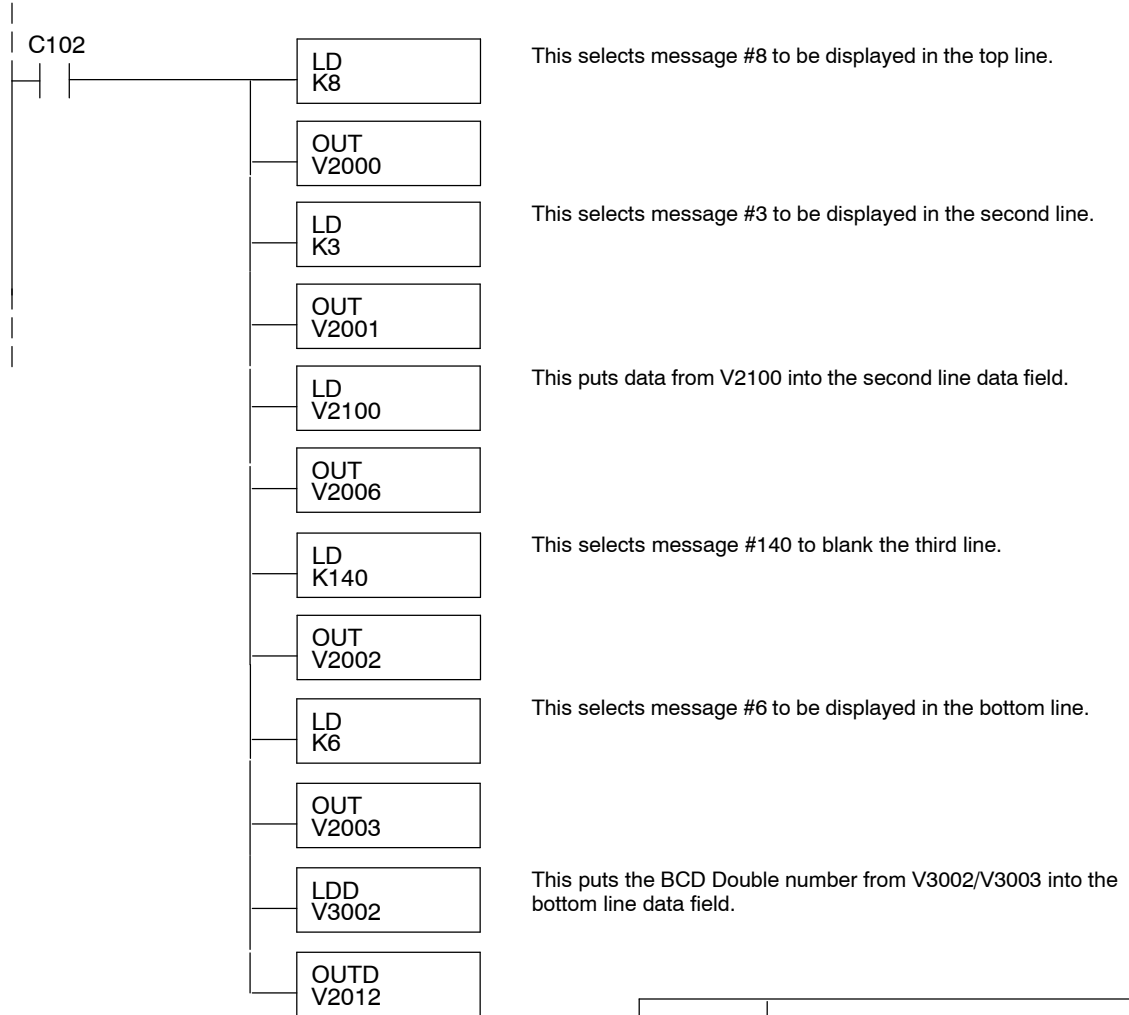 C102
LD
K8
This selects message #8 to be displayed in the top line.
OUT
V2000
LD
K3
This selects message #3 to be displayed in the second line.
OUT
V2001
LD
V2100
This puts data from V2100 into the second line data field.
OUT
V2006
LD
K140
This selects message #140 to blank the third line.
OUT
V2002
LD
K6
This selects message #6 to be displayed in the bottom line.
OUT
V2003
LDD
V3002
This puts the BCD Double number from V3002/V3003 into the
bottom line data field.
OUTD
V2012